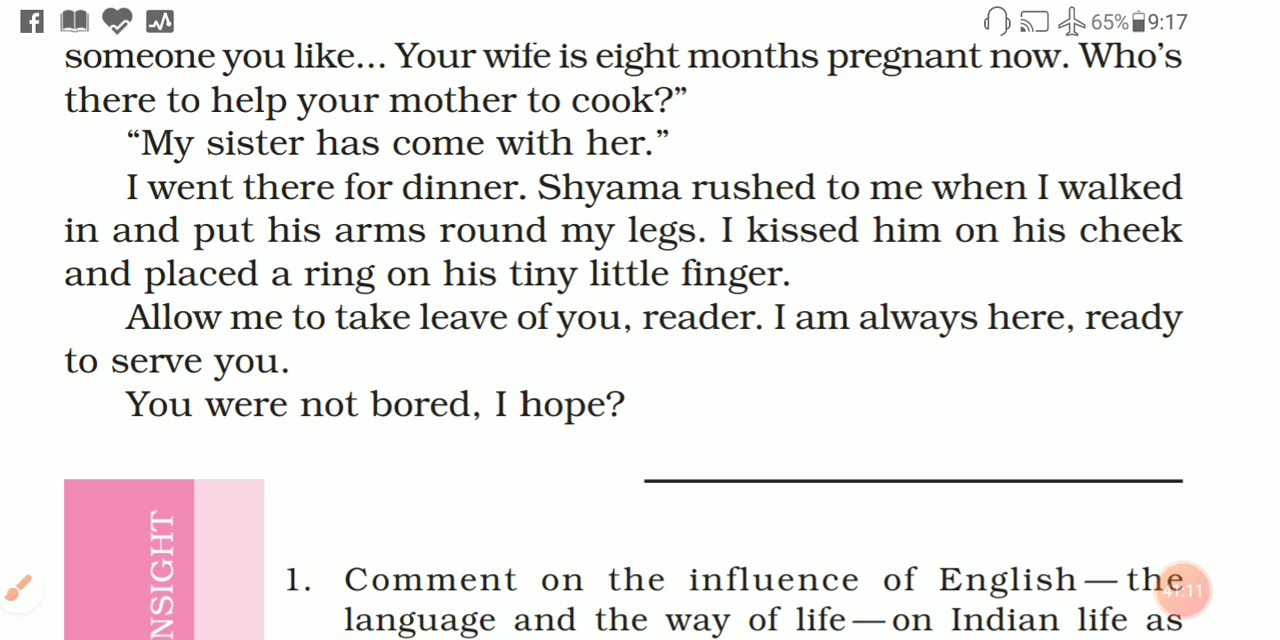 65% 9:17
someone you like... Your wife is eight months pregnant now. Who’s
there to help your mother to cook?”
“My sister has come with her.”
I went there for dinner. Shyama rushed to me when I walked
in and put his arms round my legs. I kissed him on his cheek
and placed a ring on his tiny little finger.
Allow me to take leave of you, reader. I am always here, ready
to serve you.
You were not bored, I hope?
NSIGHT
1. Comment on the influence of English—the
41:11
language and the way of life—on Indian life as